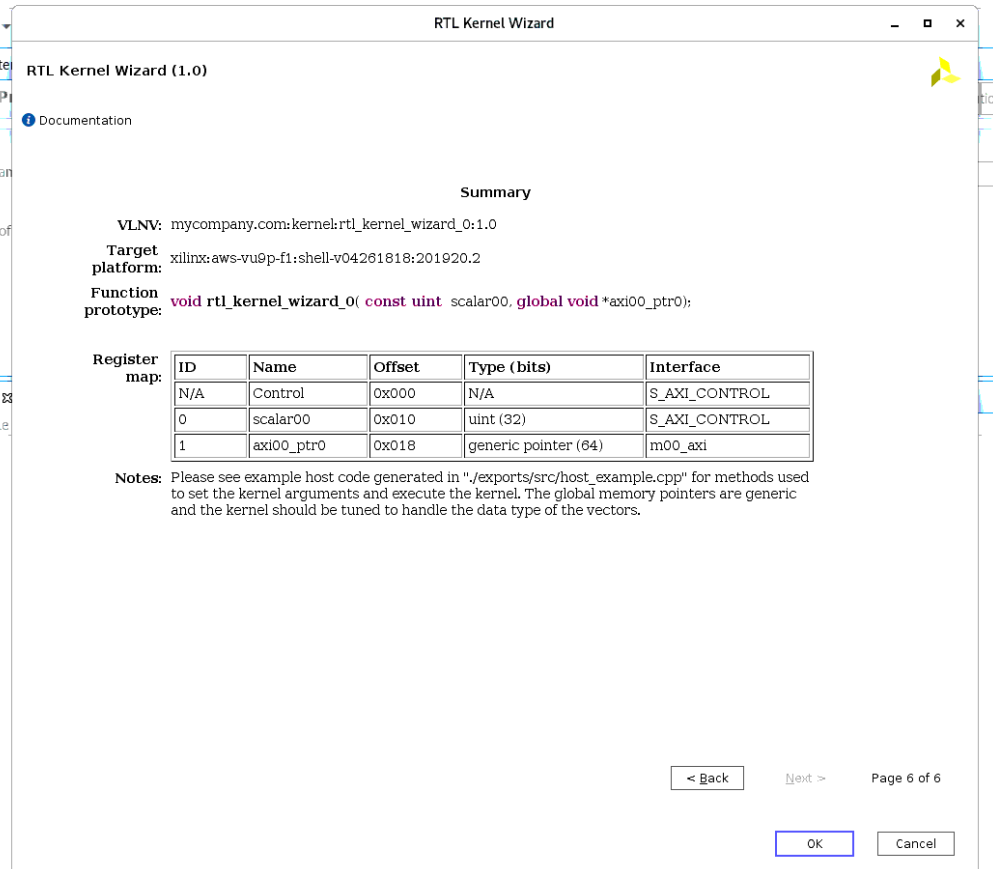 RTL Kernel Wizard
RTL Kernel Wizard (1.0)
Documentation
Summary
VLNV: mycompany.com:kernel:rtl_kernel_wizard_0:1.0
Target platform: xilinx:aws-vu9p-f1:shell-v04261818:201920.2
Function prototype: void rtl_kernel_wizard_0( const uint scalar00, global void *axi00_ptr0);
Register map:
ID Name Offset Type (bits) Interface
N/A Control 0x000 N/A S_AXI_CONTROL
0 scalar00 0x010 uint (32) S_AXI_CONTROL
1 axi00_ptr0 0x018 generic pointer (64) m00_axi
Notes: Please see example host code generated in "./exports/src/host_example.cpp" for methods used
to set the kernel arguments and execute the kernel. The global memory pointers are generic
and the kernel should be tuned to handle the data type of the vectors.
< Back Next > Page 6 of 6
OK Cancel